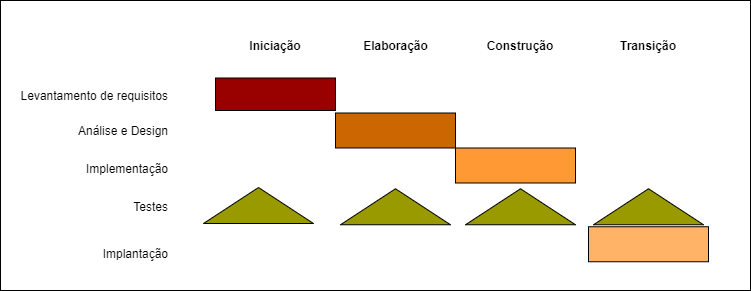 Iniciação Elaboração Construção Transição
Levantamento de requisitos
Análise e Design
Implementação
Testes
Implantação